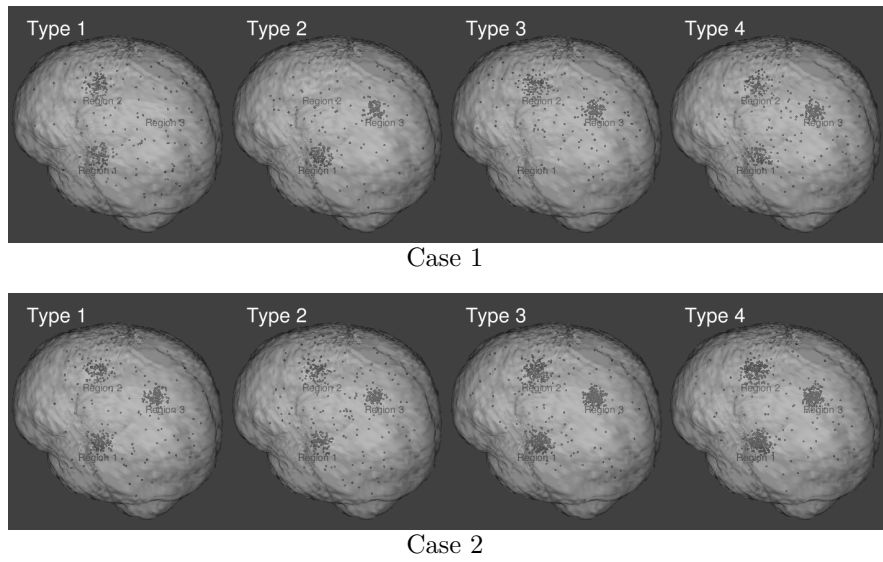 Type 1 Type 2 Type 3 Type 4
Region 2 Region 2 Region 2 Region 2
Region 3 Region 3 Region 3 Region 3
Region 1 Region 1 Region 1 Region 1
Case 1
Type 1 Type 2 Type 3 Type 4
Region 2 Region 2 Region 2 Region 2
Region 3 Region 3 Region 3 Region 3
Region 1 Region 1 Region 1 Region 1
Case 2